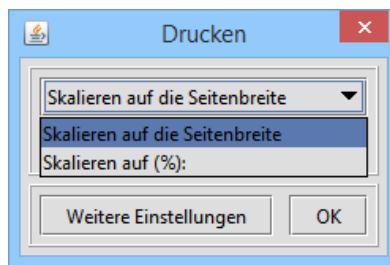 Drucken
Skalieren auf die Seitenbreite
Skalieren auf die Seitenbreite
Skalieren auf (%):
Weitere Einstellungen
OK